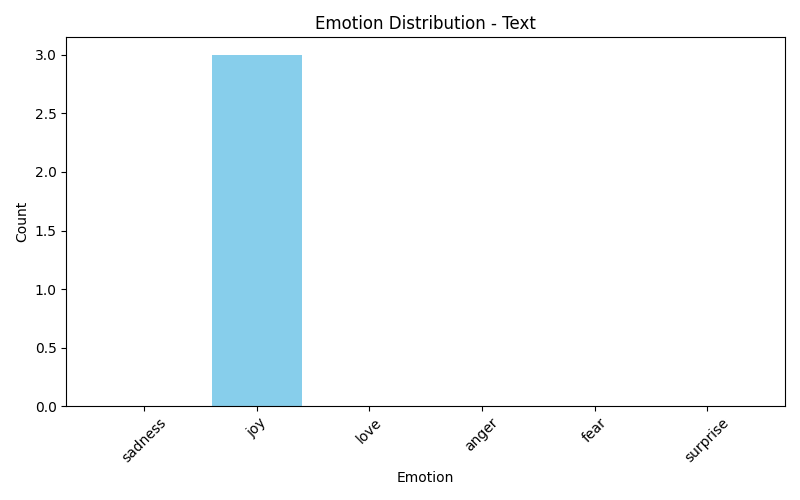 Emotion Distribution - Text
Count
3.0
2.5
2.0
1.5
1.0
0.5
0.0
sadness
joy
love
anger
fear
surprise
Emotion